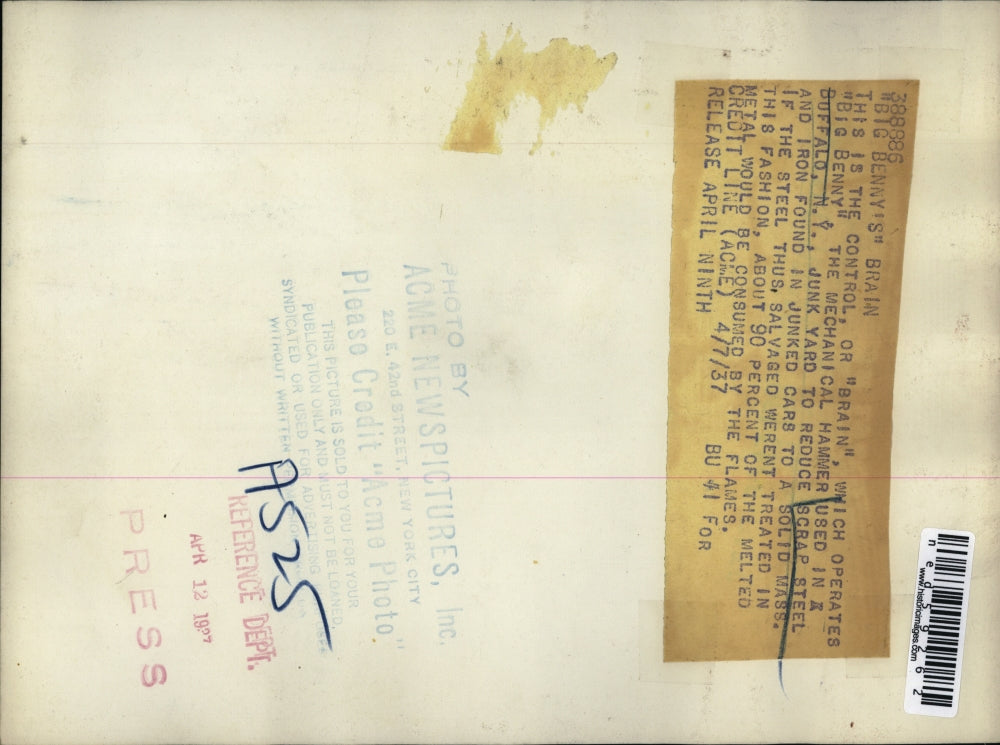 388886
"BIG BENNY'S" BRAIN
THIS IS THE CONTROL, OR "BRAIN", WHICH OPERATES
"BIG BENNY" THE MECHANICAL HAMMER USED IN A
BUFFALO, N.Y., JUNK YARD TO REDUCE SCRAP STEEL
AND IRON FOUND IN JUNKED CARS TO A SOLID MASS.
IF THE STEEL THUS, SALVAGED WERENT TREATED IN
THIS FASHION, ABOUT 90 PERCENT OF THE MELTED
METAL WOULD BE CONSUMED BY THE FLAMES.
CREDIT LINE (ACME) 4/7/37 BU 41 FOR
RELEASE APRIL NINTH
PHOTO BY
ACME NEWSPICTURES, Inc.
220 E. 42nd STREET, NEW YORK CITY
Please Credit "Acme Photo"
THIS PICTURE IS SOLD TO YOU FOR YOUR
PUBLICATION ONLY AND MUST NOT BE LOANED,
SYNDICATED OR USED FOR ADVERTISING
WITHOUT WRITTEN
A525
REFERENCE DEPT.
APR 12 1937
PRESS
ned59262
www.historicimages.com